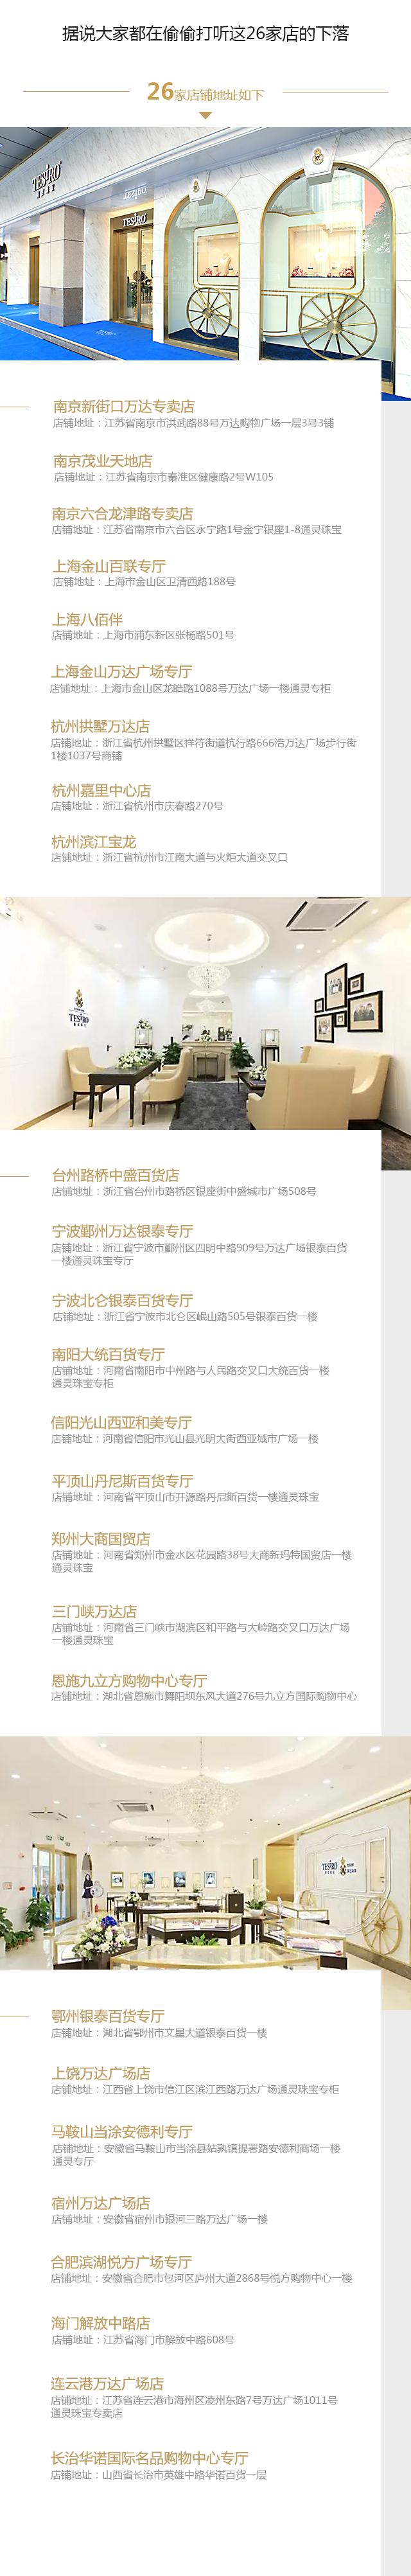 据说大家都在偷偷打听这26家店的下落
26家店铺地址如下
TESIRO
TESIRO
南京新街口万达专卖店
店铺地址：江苏省南京市洪武路88号万达购物广场一层3号3铺
南京茂业天地店
店铺地址：江苏省南京市秦淮区健康路2号W105
南京六合龙津路专卖店
店铺地址：江苏省南京市六合区永宁路1号金宁银座1-8通灵珠宝
上海金山百联专厅
店铺地址：上海市金山区卫清西路188号
上海八佰伴
店铺地址：上海市浦东新区张杨路501号
上海金山万达广场专厅
店铺地址：上海市金山区龙皓路1088号万达广场一楼通灵专柜
杭州拱墅万达店
店铺地址：浙江省杭州拱墅区祥符街道杭行路666浩万达广场步行街
1楼1037号商铺
杭州嘉里中心店
店铺地址：浙江省杭州市庆春路270号
杭州滨江宝龙
店铺地址：浙江省杭州市江南大道与火炬大道交叉口
TESIRO
台州路桥中盛百货店
店铺地址：浙江省台州市路桥区银座街中盛城市广场508号
宁波鄞州万达银泰专厅
店铺地址：浙江省宁波市鄞州区四明中路909号万达广场银泰百货
一楼通灵珠宝专厅
宁波北仑银泰百货专厅
店铺地址：浙江省宁波市北仑区岷山路505号银泰百货一楼
南阳大统百货专厅
店铺地址：河南省南阳市中州路与人民路交叉口大统百货一楼
通灵珠宝专柜
信阳光山西亚和美专厅
店铺地址：河南省信阳市光山县光明大街西亚城市广场一楼
平顶山丹尼斯百货专厅
店铺地址：河南省平顶山市开源路丹尼斯百货一楼通灵珠宝
郑州大商国贸店
店铺地址：河南省郑州市金水区花园路38号大商新玛特国贸店一楼
通灵珠宝
三门峡万达店
店铺地址：河南省三门峡市湖滨区和平路与大岭路交叉口万达广场
一楼通灵珠宝
恩施九立方购物中心专厅
店铺地址：湖北省恩施市舞阳坝东风大道276号九立方国际购物中心
TESIRO
鄂州银泰百货专厅
店铺地址：湖北省鄂州市文星大道银泰百货一楼
上饶万达广场店
店铺地址：江西省上饶市信江区滨江西路万达广场通灵珠宝专柜
马鞍山当涂安德利专厅
店铺地址：安徽省马鞍山市当涂县姑孰镇提署路安德利商场一楼
通灵专厅
宿州万达广场店
店铺地址：安徽省宿州市银河三路万达广场一楼
合肥滨湖悦方广场专厅
店铺地址：安徽省合肥市包河区庐州大道2868号悦方购物中心一楼
海门解放中路店
店铺地址：江苏省海门市解放中路608号
连云港万达广场店
店铺地址：江苏省连云港市海州区凌州东路7号万达广场1011号
通灵珠宝专卖店
长治华诺国际名品购物中心专厅
店铺地址：山西省长治市英雄中路华诺百货一层